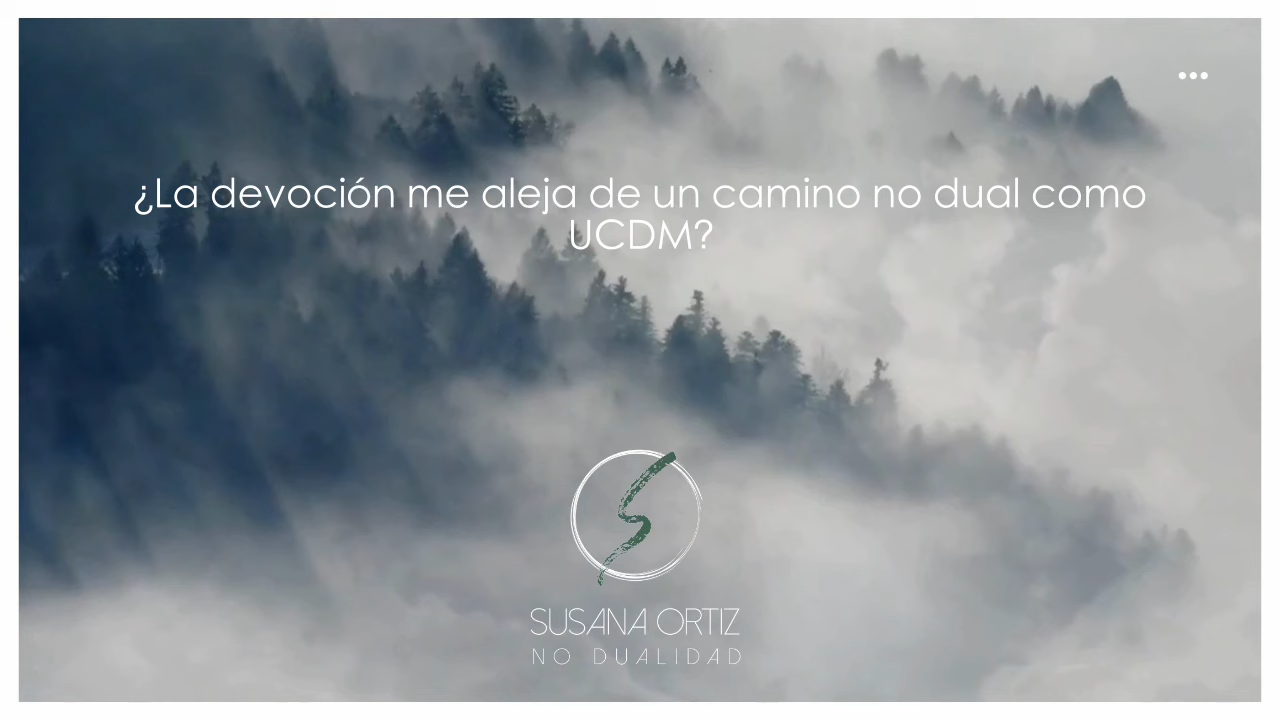 ¿La devoción me aleja de un camino no dual como
UCDM?
SUSANA ORTIZ
NO DUALIDAD